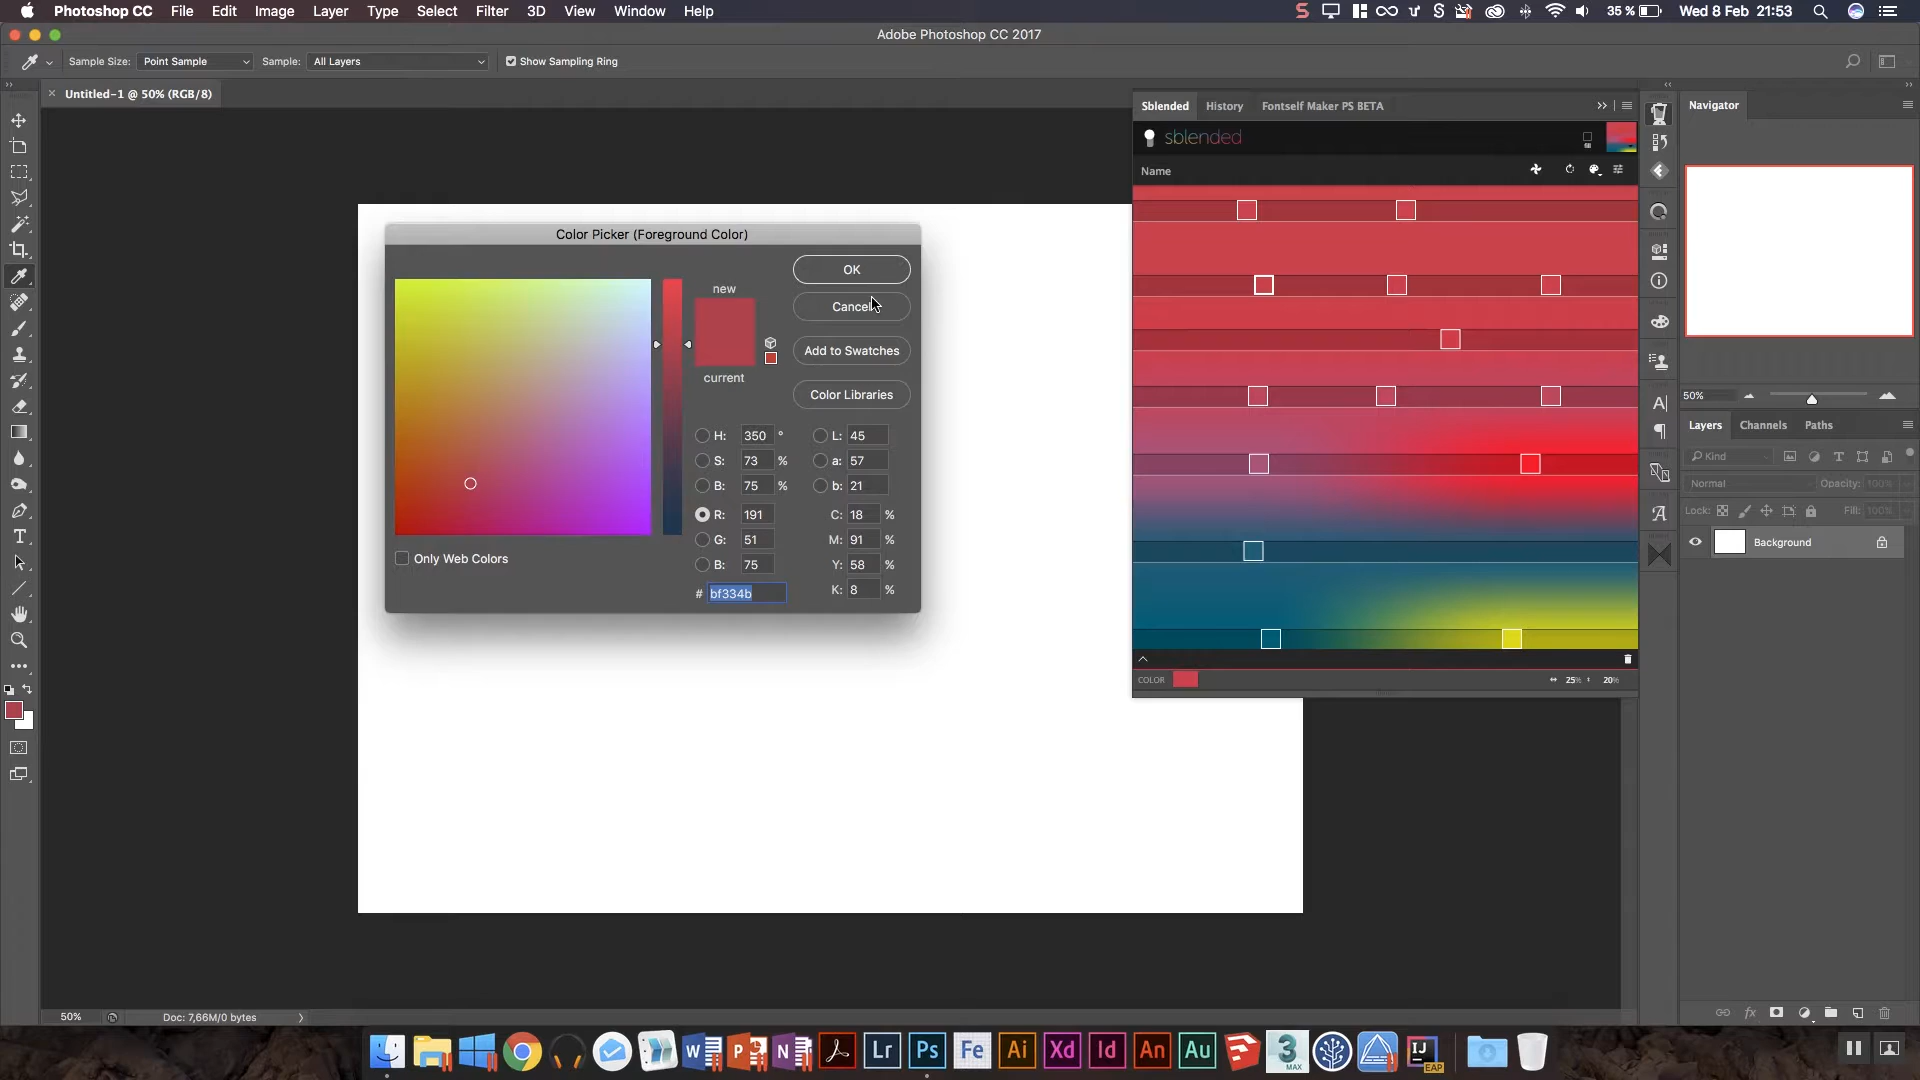 Photoshop CC File Edit Image Layer Type Select Filter 3D View Window Help 35 % Wed 8 Feb 21:53
Adobe Photoshop CC 2017
Sample Size: Point Sample Sample: All Layers Show Sampling Ring
Untitled-1 @ 50% (RGB/8)
Sblended History Fontself Maker PS BETA
sblended
Name
COLOR 25% 20%
Color Picker (Foreground Color)
new
current
OK
Cancel
Add to Swatches
Color Libraries
H: 350 ° L: 45
S: 73 % a: 57
B: 75 % b: 21
R: 191 C: 18 %
G: 51 M: 91 %
B: 75 Y: 58 %
# bf334b K: 8 %
Only Web Colors
Navigator
50%
Layers Channels Paths
Kind
Normal Opacity: 100%
Lock: Fill: 100%
Background
50% Doc: 7,66M/0 bytes
W P N Lr Ps Fe Ai Xd Id An Au 3 MAX IJ EAP